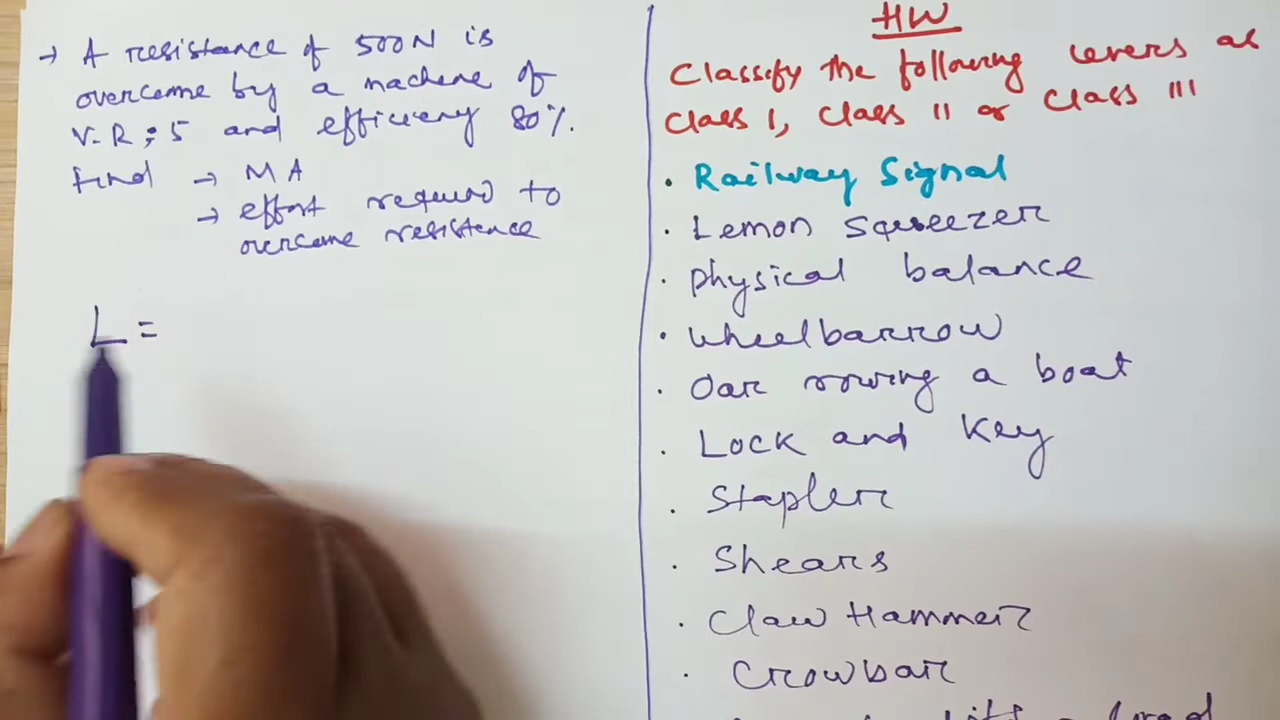 → A resistance of 500N is
overcome by a machine of
V.R ; 5 and efficiency 80%.
find → MA
→ effort required to
overcome resistence
L =
HW
Classify the following levers as
Class I, Class II or Class III
• Railway Signal
• Lemon Squeezer
• Physical balance
• Wheelbarrow
• Oar rowing a boat
• Lock and Key
• Stapler
• Shears
• Claw Hammer
• Crowbar